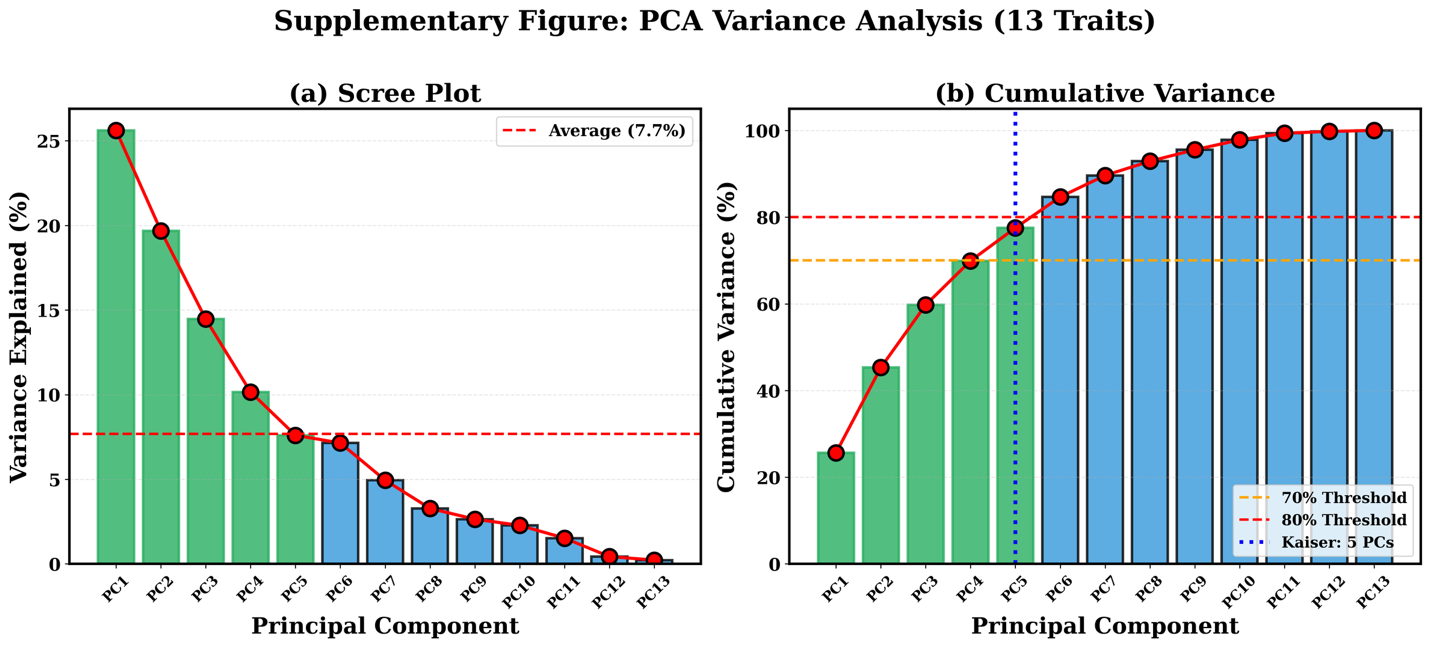 Supplementary Figure: PCA Variance Analysis (13 Traits)
(a) Scree Plot
Variance Explained (%)
25
20
15
10
5
0
Average (7.7%)
PC1
PC2
PC3
PC4
PC5
PC6
PC7
PC8
PC9
PC10
PC11
PC12
PC13
Principal Component
(b) Cumulative Variance
Cumulative Variance (%)
100
80
60
40
20
0
70% Threshold
80% Threshold
Kaiser: 5 PCs
PC1
PC2
PC3
PC4
PC5
PC6
PC7
PC8
PC9
PC10
PC11
PC12
PC13
Principal Component